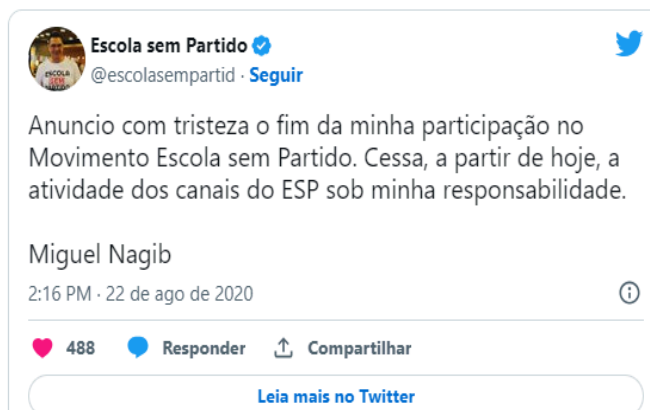 Escola sem Partido
@escolasempartid · Seguir
Anuncio com tristeza o fim da minha participação no
Movimento Escola sem Partido. Cessa, a partir de hoje, a
atividade dos canais do ESP sob minha responsabilidade.
Miguel Nagib
2:16 PM · 22 de ago de 2020
488 Responder Compartilhar
Leia mais no Twitter